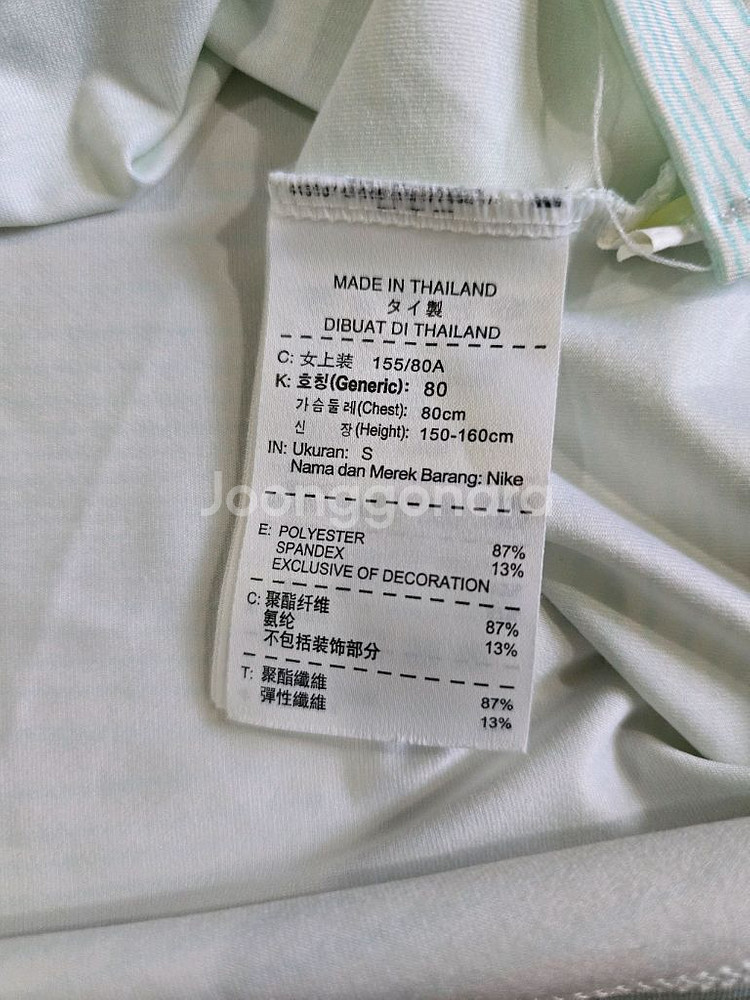 MADE IN THAILAND
タイ製
DIBUAT DI THAILAND
C: 女上装 155/80A
K: 호칭(Generic): 80
가슴둘레(Chest): 80cm
신 장(Height): 150-160cm
IN: Ukuran: S
Nama dan Merek Barang: Nike
Joonggonara
E: POLYESTER 87%
SPANDEX 13%
EXCLUSIVE OF DECORATION
C: 聚酯纤维 87%
氨纶 13%
不包括装饰部分
T: 聚酯纖維 87%
彈性纖維 13%